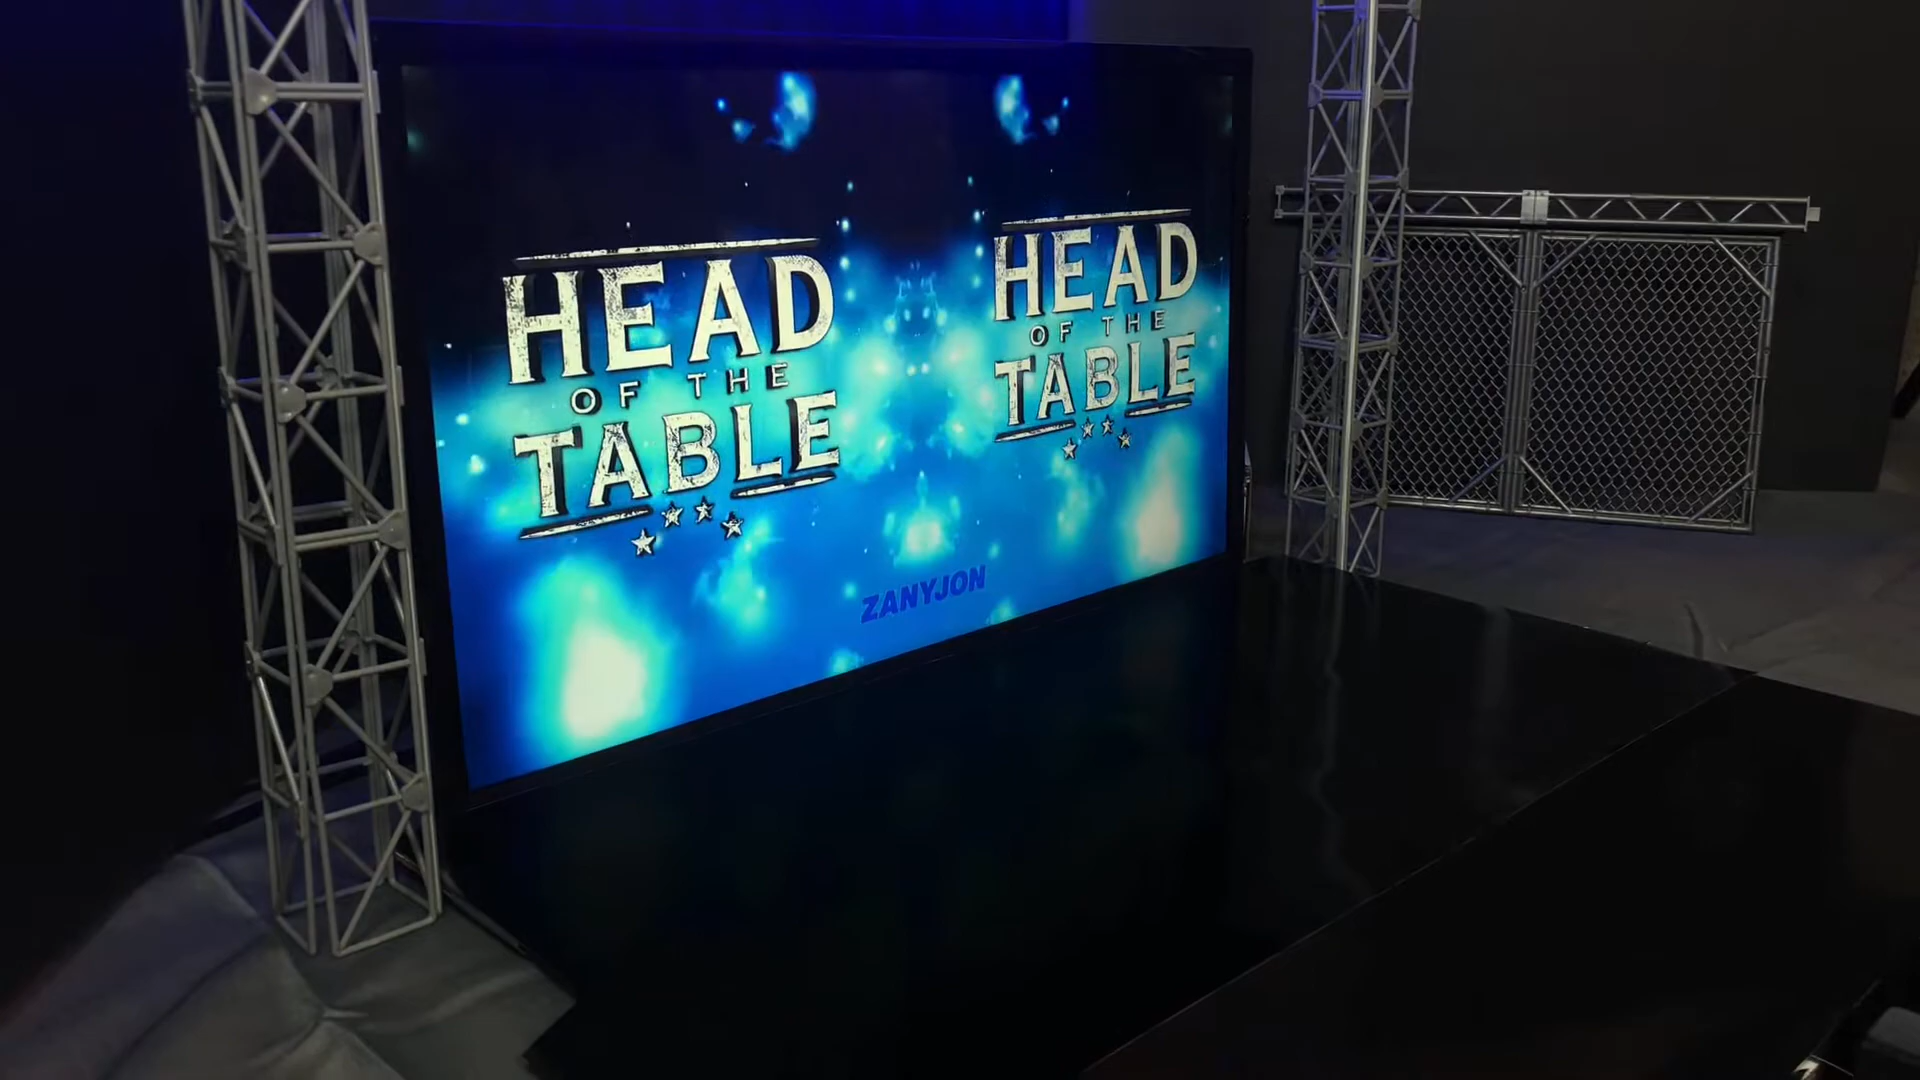 HEAD
OF THE
TABLE
HEAD
OF THE
TABLE
ZANYJON